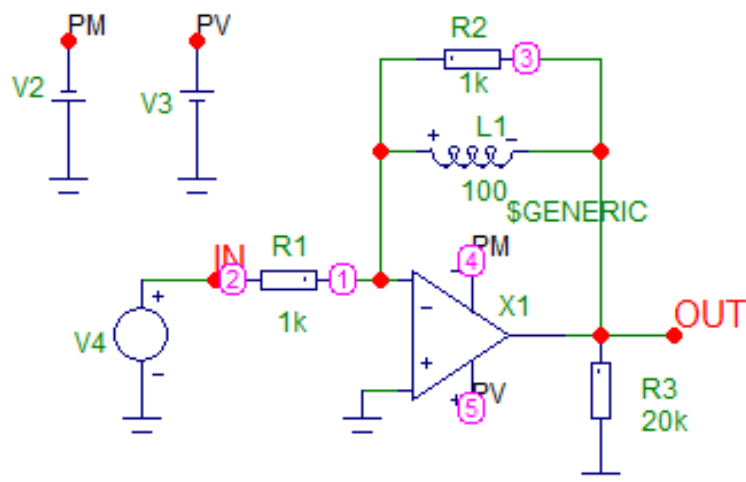 PM
PV
R2
3
1k
V2
V3
L1
+
-
100
$GENERIC
IN
R1
4
PM
-
2
1
X1
1k
-
OUT
V4
+
-
+
5
PV
+
R3
20k